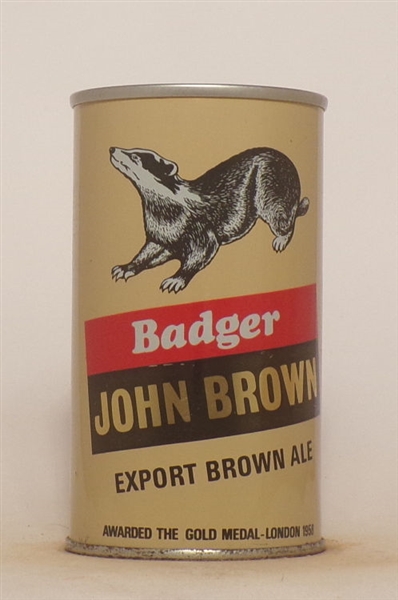 Badger
JOHN BROWN
EXPORT BROWN ALE
AWARDED THE GOLD MEDAL-LONDON 1958